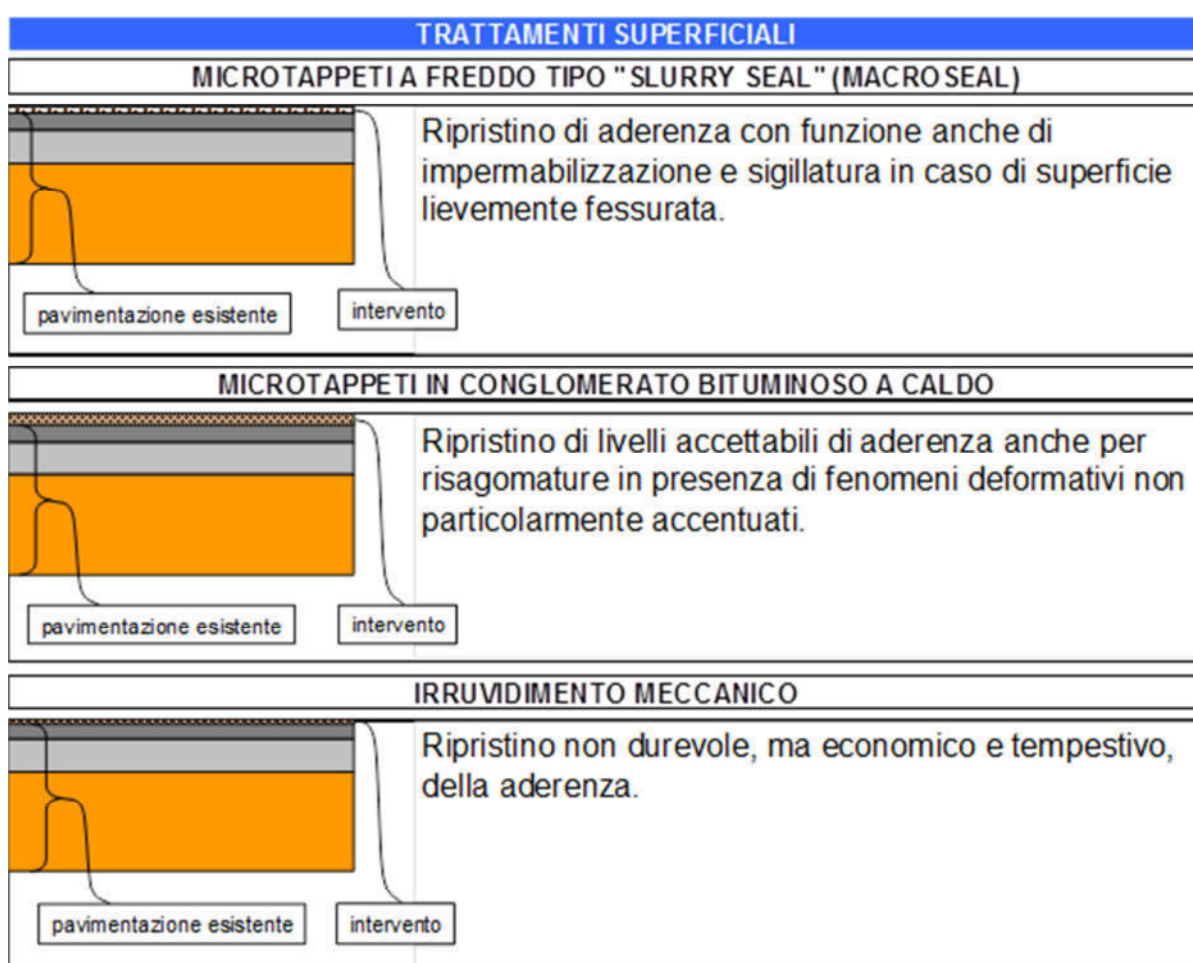 TRATTAMENTI SUPERFICIALI
MICROTAPPETI A FREDDO TIPO "SLURRY SEAL" (MACROSEAL)
Ripristino di aderenza con funzione anche di
impermabilizzazione e sigillatura in caso di superficie
lievemente fessurata.
pavimentazione esistente
intervento
MICROTAPPETI IN CONGLOMERATO BITUMINOSO A CALDO
Ripristino di livelli accettabili di aderenza anche per
risagomature in presenza di fenomeni deformativi non
particolarmente accentuati.
pavimentazione esistente
intervento
IRRUVIDIMENTO MECCANICO
Ripristino non durevole, ma economico e tempestivo,
della aderenza.
pavimentazione esistente
intervento